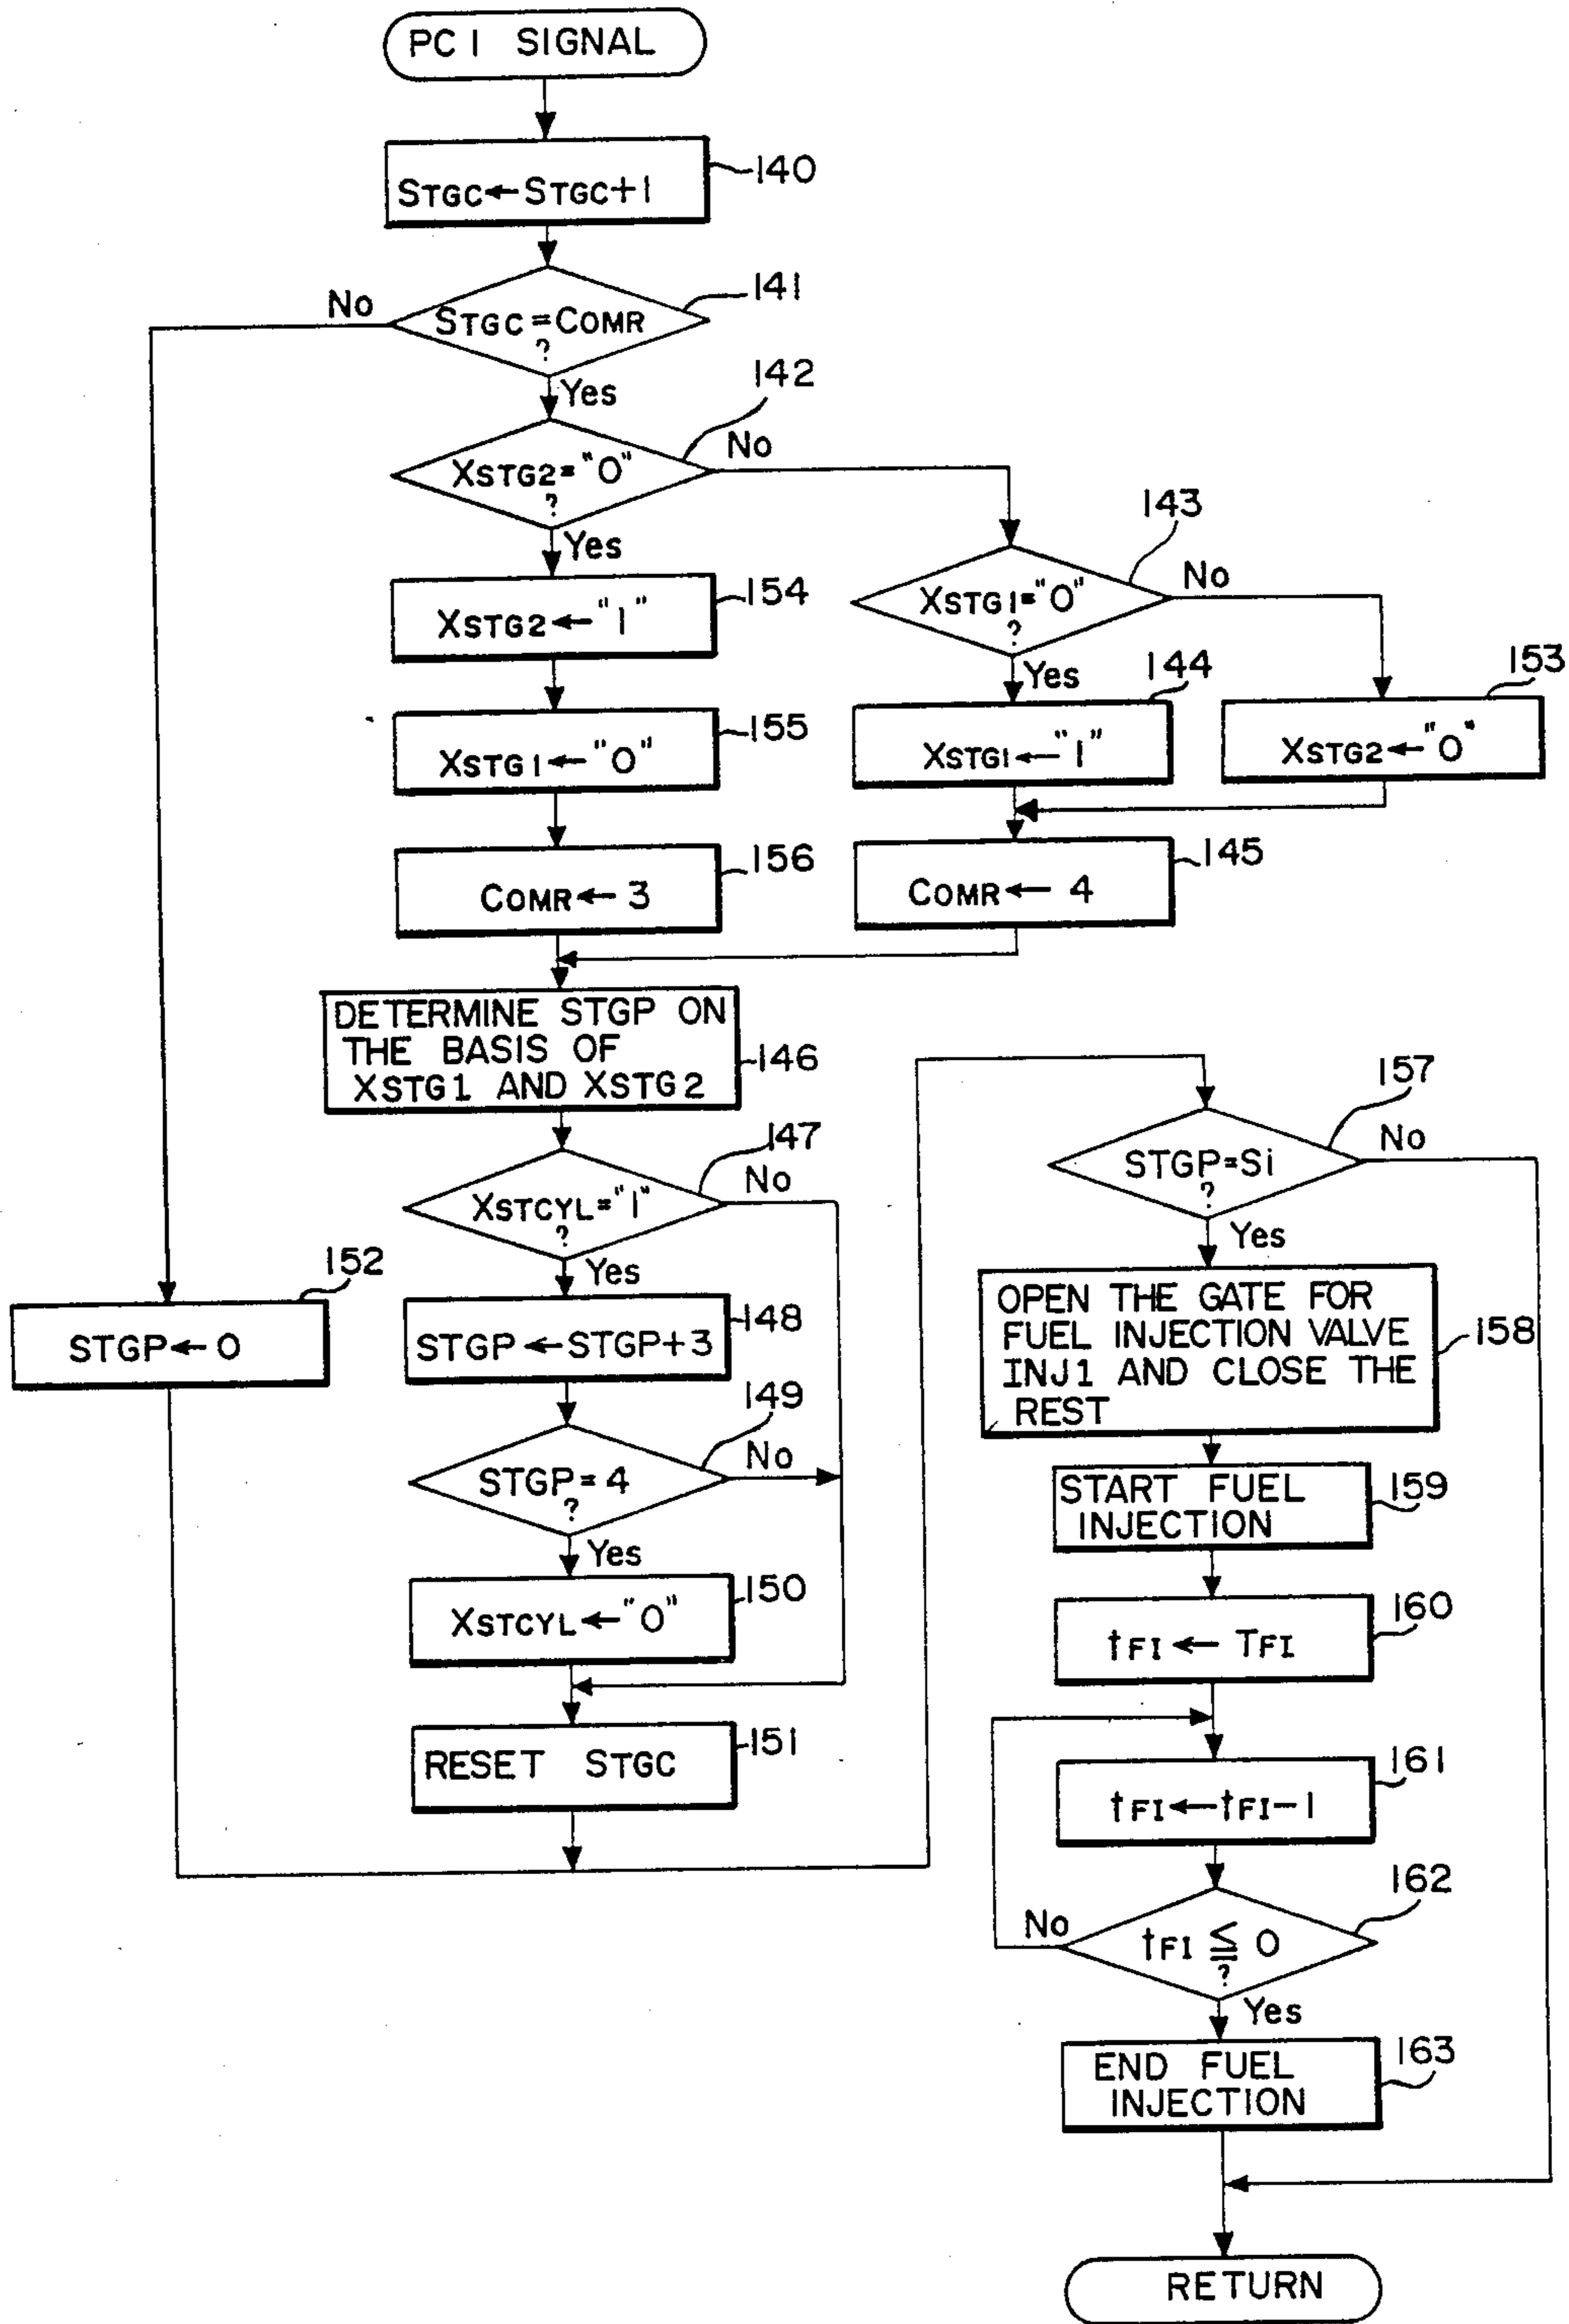 PC1 SIGNAL
STGC←STGC+1
140
STGC=COMR
?
141
No
Yes
XSTG2="0"
?
142
No
Yes
XSTG2←"1"
154
XSTG1="0"
?
143
No
Yes
XSTG1←"0"
155
XSTG1←"1"
144
XSTG2←"0"
153
COMR←3
156
COMR←4
145
DETERMINE STGP ON
THE BASIS OF
XSTG1 AND XSTG2
146
XSTCYL="1"
?
147
No
Yes
STGP←0
152
STGP←STGP+3
148
STGP=4
?
149
No
Yes
XSTCYL←"0"
150
RESET STGC
151
STGP=Si
?
157
No
Yes
OPEN THE GATE FOR
FUEL INJECTION VALVE
INJ1 AND CLOSE THE
REST
158
START FUEL
INJECTION
159
tFI←TFI
160
tFI←tFI−1
161
tFI≦0
?
162
No
Yes
END FUEL
INJECTION
163
RETURN